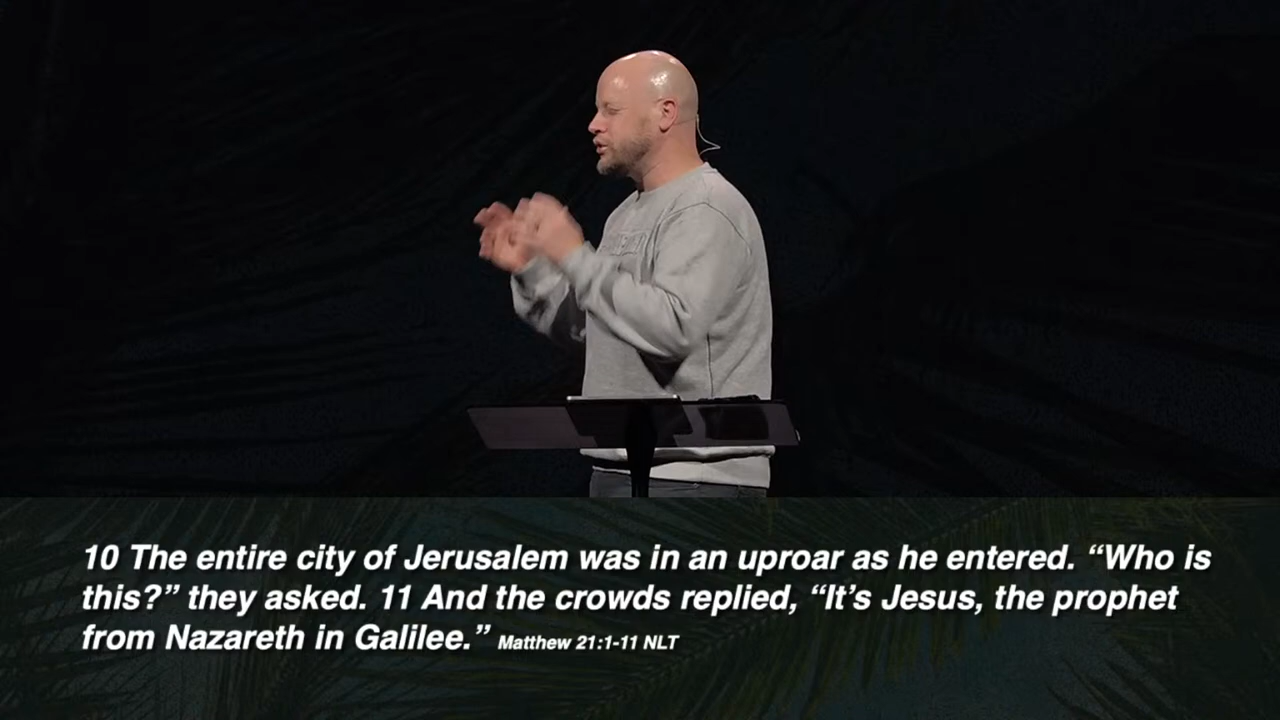 10 The entire city of Jerusalem was in an uproar as he entered. “Who is
this?” they asked. 11 And the crowds replied, “It’s Jesus, the prophet
from Nazareth in Galilee.” Matthew 21:1-11 NLT